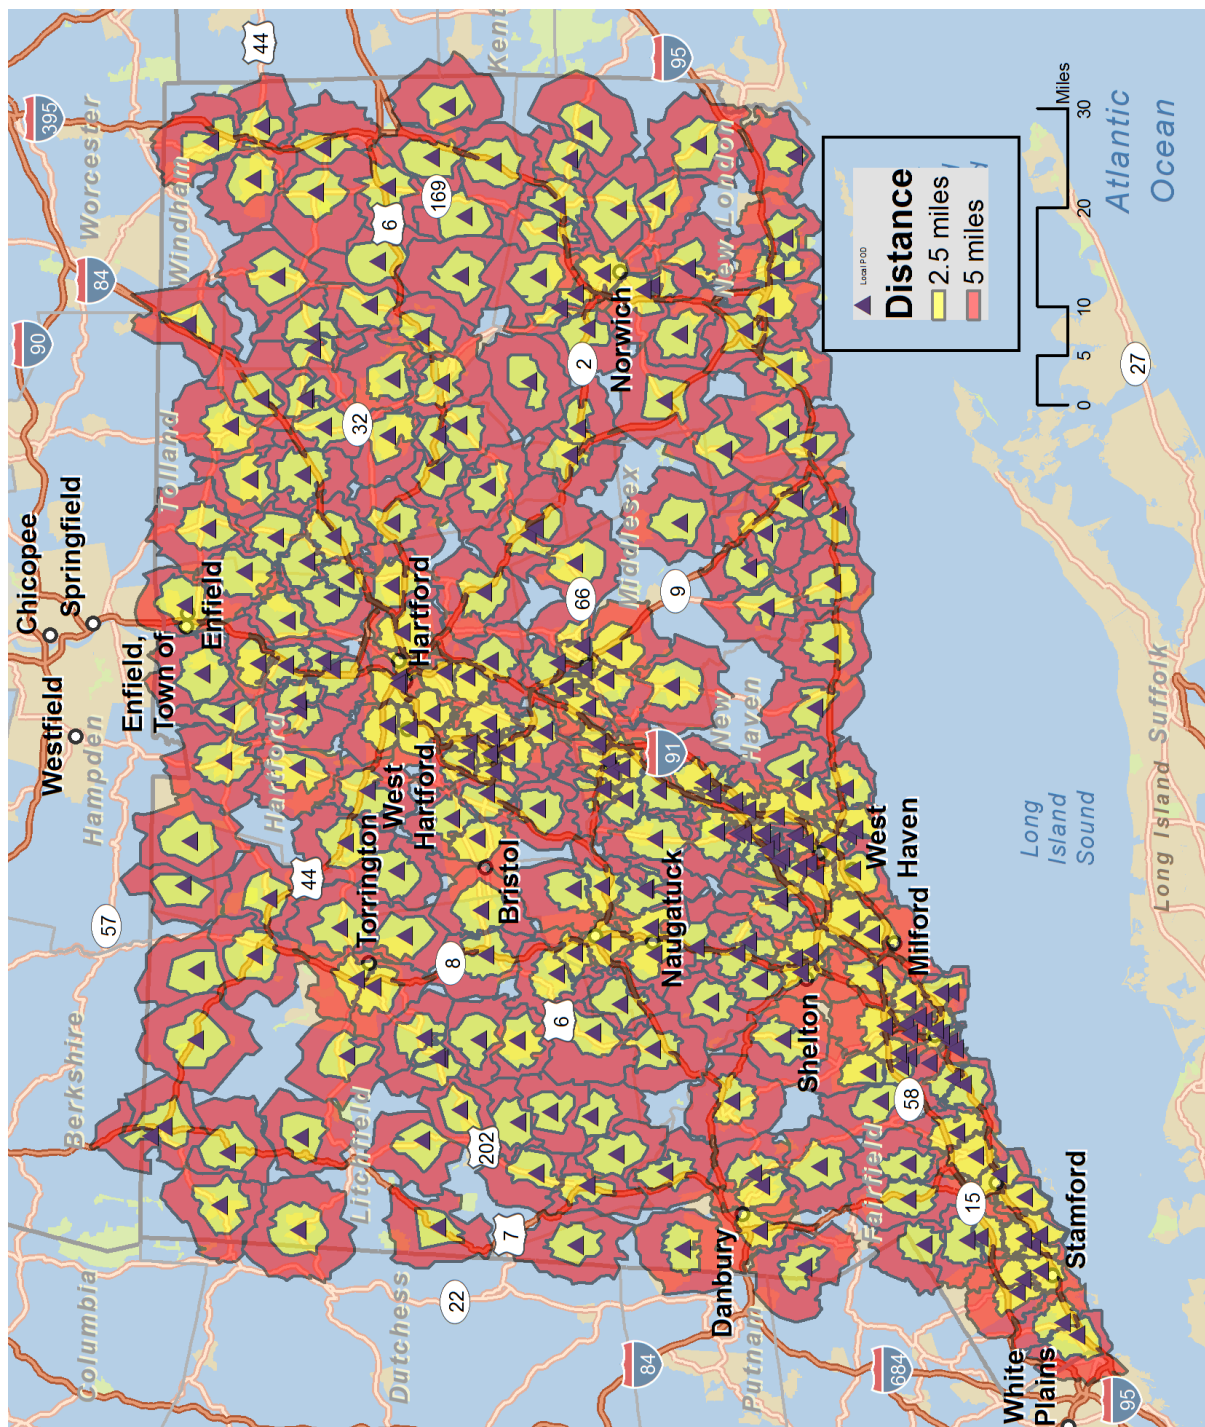 Chicopee
Springfield
Westfield
Hampden
Enfield,
Town of
Enfield
Tolland
Windham
Worcester
Kent
Berkshire
Columbia
Dutchess
Putnam
Litchfield
Hartford
Hartford
West
Hartford
Torrington
Bristol
Naugatuck
Shelton
Danbury
Fairfield
Milford
West
Haven
New
Haven
Middlesex
Norwich
New London
Stamford
White
Plains
Long
Island
Sound
Long Island Suffolk
Atlantic
Ocean
395
84
90
44
95
6
169
32
2
66
9
91
57
44
8
6
202
7
22
84
684
95
15
58
27
Local POD
Distance
2.5 miles
5 miles
0 5 10 20 30
Miles